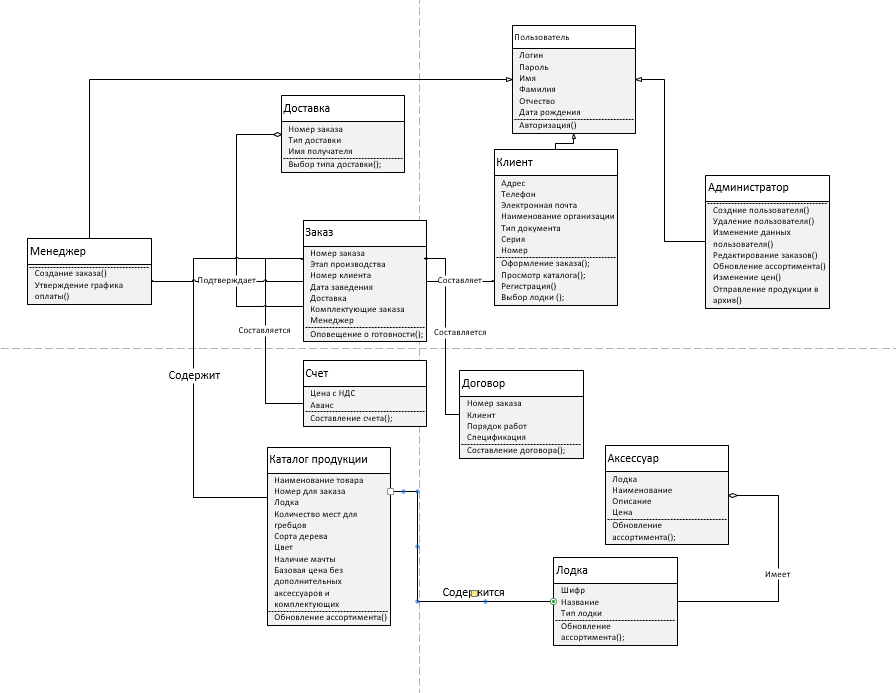 Пользователь
Логин
Пароль
Имя
Фамилия
Отчество
Дата рождения
Авторизация()
Доставка
Номер заказа
Тип доставки
Имя получателя
Выбор типа доставки();
Клиент
Адрес
Телефон
Электронная почта
Наименование организации
Тип документа
Серия
Номер
Оформление заказа();
Просмотр каталога();
Регистрация()
Выбор лодки ();
Администратор
Создние пользователя()
Удаление пользователя()
Изменение данных
пользователя()
Редактирование заказов()
Обновление ассортимента()
Изменение цен()
Отправление продукции в
архив()
Менеджер
Создание заказа()
Утверждение графика
оплаты()
Заказ
Номер заказа
Этап производства
Номер клиента
Дата заведения
Доставка
Комплектующие заказа
Менеджер
Оповещение о готовности();
Подтверждает
Составляет
Составляется
Составляется
Содержит
Счет
Цена с НДС
Аванс
Составление счета();
Договор
Номер заказа
Клиент
Порядок работ
Спецификация
Составление договора();
Каталог продукции
Наименование товара
Номер для заказа
Лодка
Количество мест для
гребцов
Сорта дерева
Цвет
Наличие мачты
Базовая цена без
дополнительных
аксессуаров и
комплектующих
Обновление ассортимента()
Аксессуар
Лодка
Наименование
Описание
Цена
Обновление
ассортимента();
Имеет
Содержится
Лодка
Шифр
Название
Тип лодки
Обновление
ассортимента();